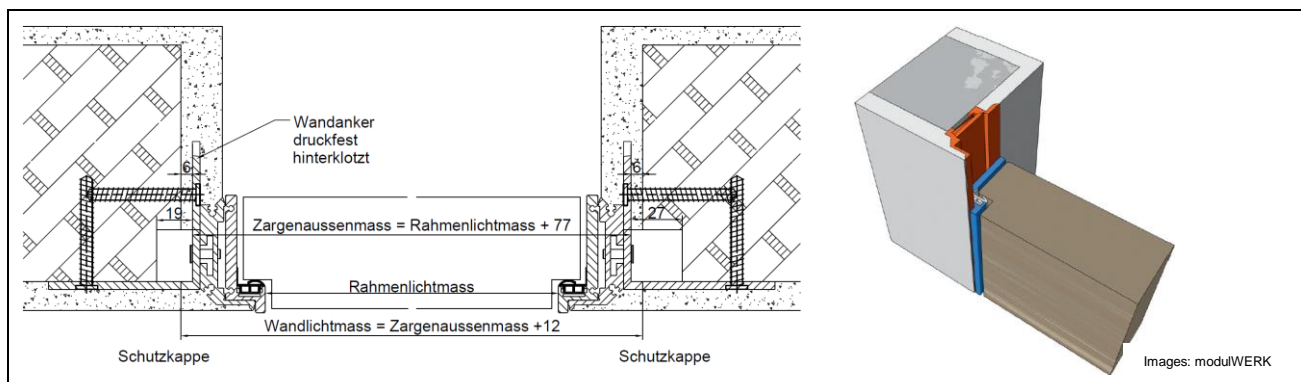 Wandanker
druckfest
hinterklotzt
6
6
19
27
Zargenaussenmass = Rahmenlichtmass + 77
Rahmenlichtmass
Wandlichtmass = Zargenaussenmass +12
Schutzkappe
Schutzkappe
Images: modulWERK